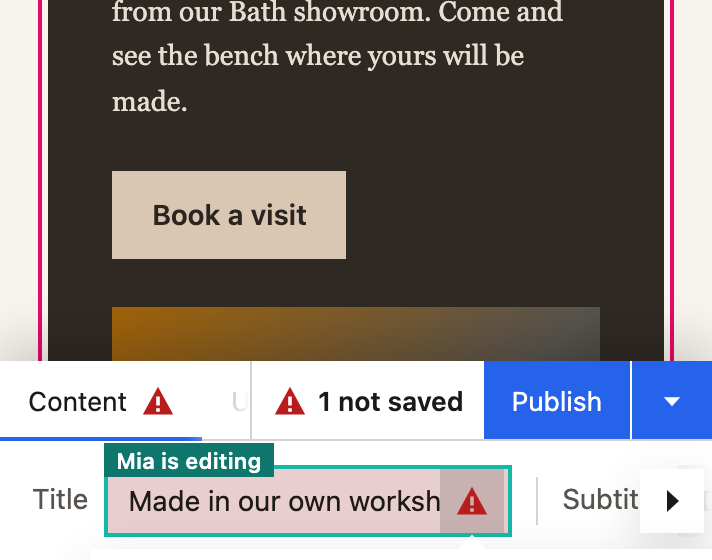 from our Bath showroom. Come and
see the bench where yours will be
made.
Book a visit
Content
1 not saved
Publish
Mia is editing
Title
Made in our own worksh
Subtit